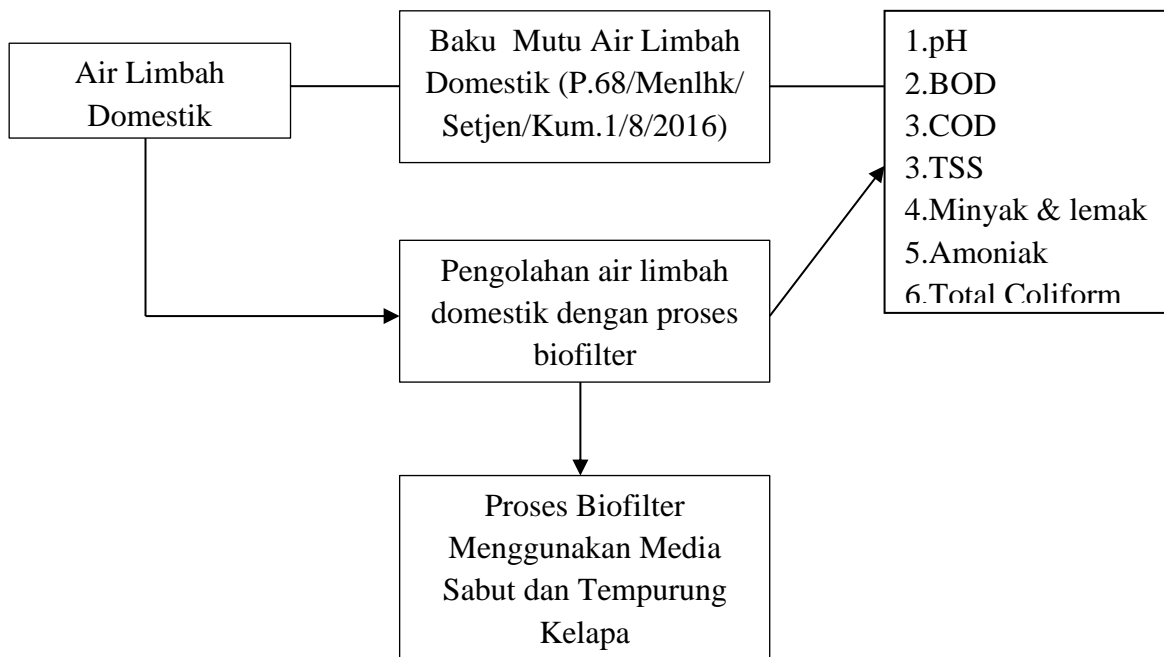 Air Limbah
Domestik
Baku Mutu Air Limbah
Domestik (P.68/Menlhk/
Setjen/Kum.1/8/2016)
1.pH
2.BOD
3.COD
3.TSS
4.Minyak & lemak
5.Amoniak
6.Total Coliform
Pengolahan air limbah
domestik dengan proses
biofilter
Proses Biofilter
Menggunakan Media
Sabut dan Tempurung
Kelapa